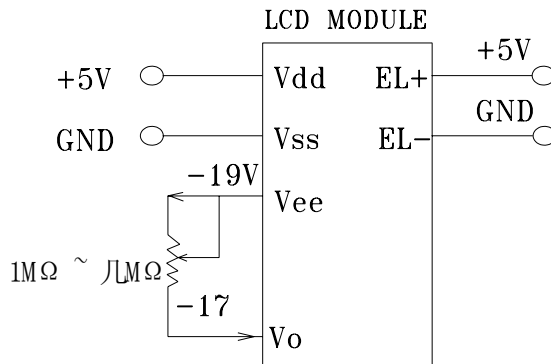 LCD MODULE
+5V Vdd EL+ +5V
GND Vss EL- GND
-19V Vee
1MΩ ~ 几MΩ
-17
Vo